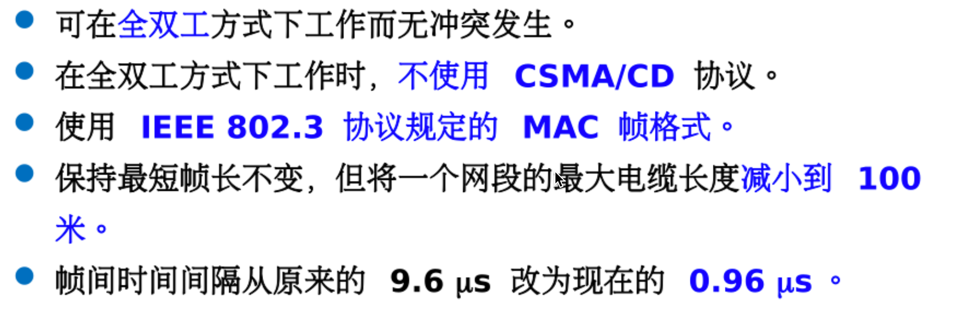 可在全双工方式下工作而无冲突发生。
在全双工方式下工作时，不使用 CSMA/CD 协议。
使用 IEEE 802.3 协议规定的 MAC 帧格式。
保持最短帧长不变，但将一个网段的最大电缆长度减小到 100
米。
帧间时间间隔从原来的 9.6 μs 改为现在的 0.96 μs 。